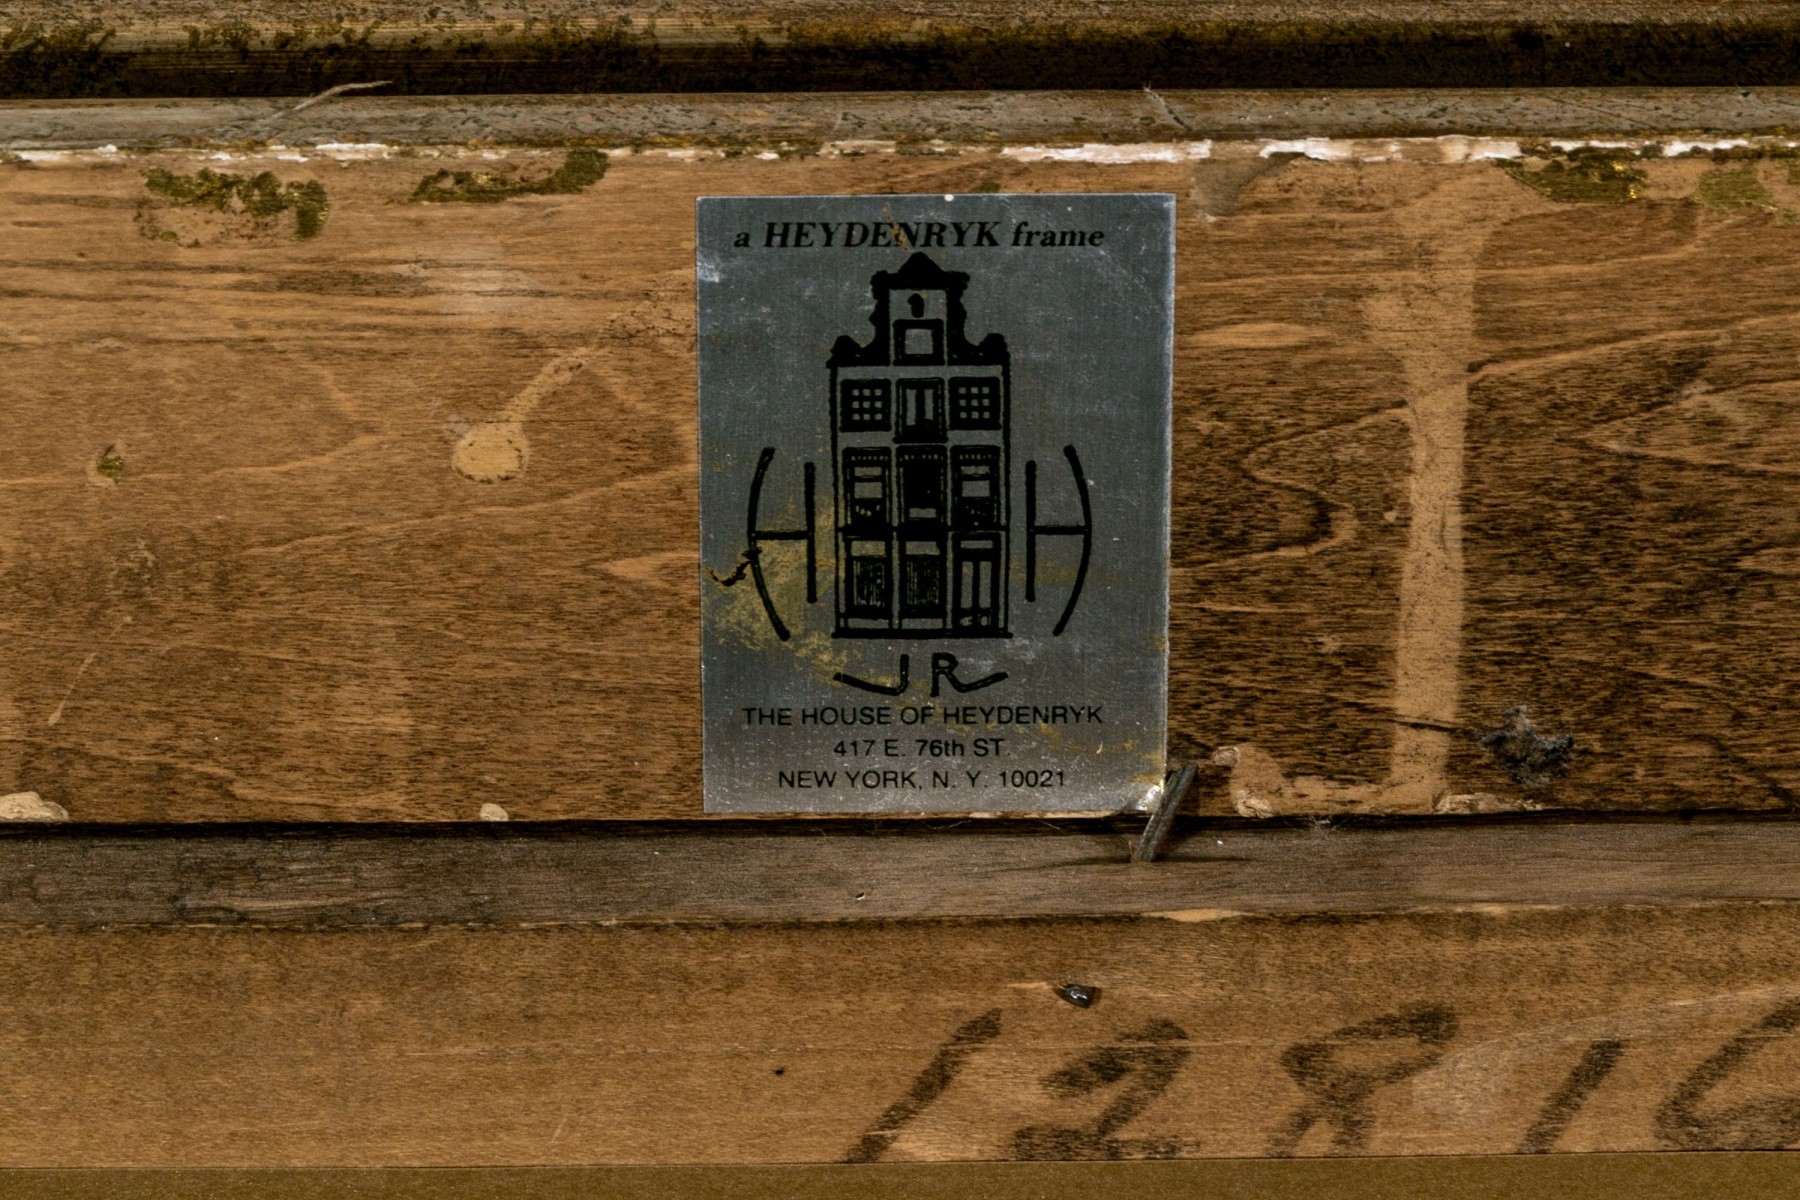 a HEYDENRYK frame
H H
JR
THE HOUSE OF HEYDENRYK
417 E. 76th ST.
NEW YORK, N. Y. 10021